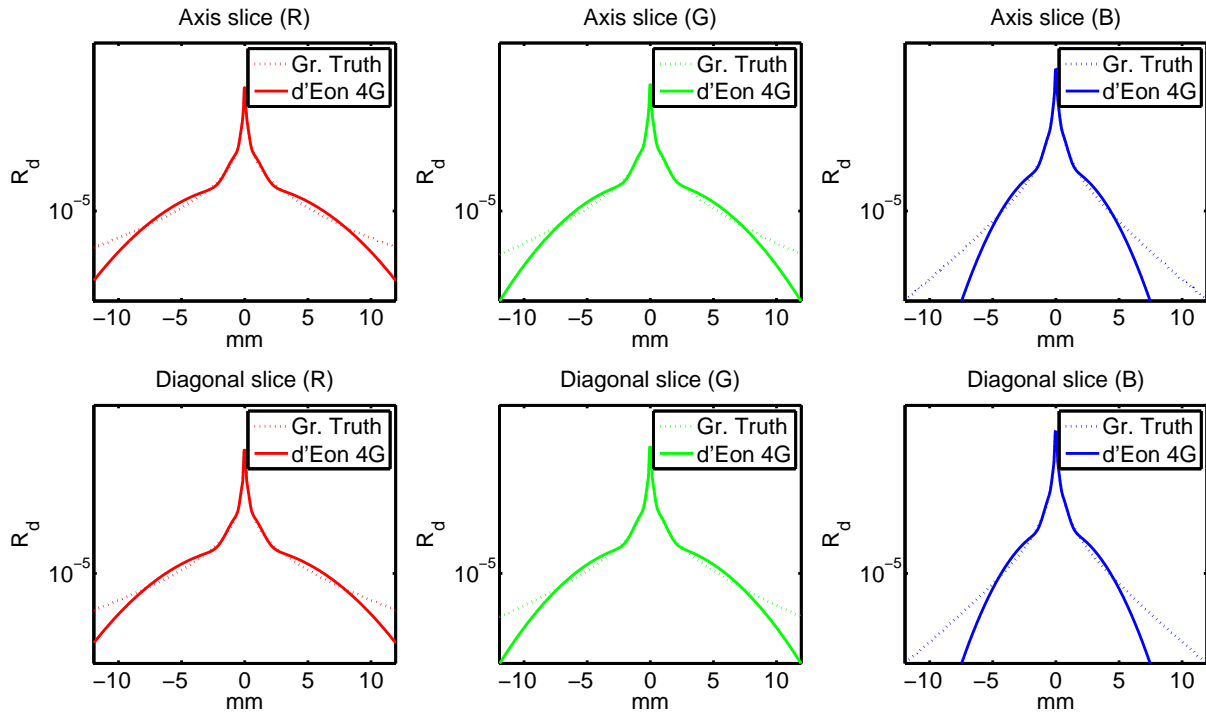 Axis slice (R)
Gr. Truth
d'Eon 4G
R_d
10^-5
−10 −5 0 5 10
mm
Axis slice (G)
Gr. Truth
d'Eon 4G
R_d
10^-5
−10 −5 0 5 10
mm
Axis slice (B)
Gr. Truth
d'Eon 4G
R_d
10^-5
−10 −5 0 5 10
mm
Diagonal slice (R)
Gr. Truth
d'Eon 4G
R_d
10^-5
−10 −5 0 5 10
mm
Diagonal slice (G)
Gr. Truth
d'Eon 4G
R_d
10^-5
−10 −5 0 5 10
mm
Diagonal slice (B)
Gr. Truth
d'Eon 4G
R_d
10^-5
−10 −5 0 5 10
mm